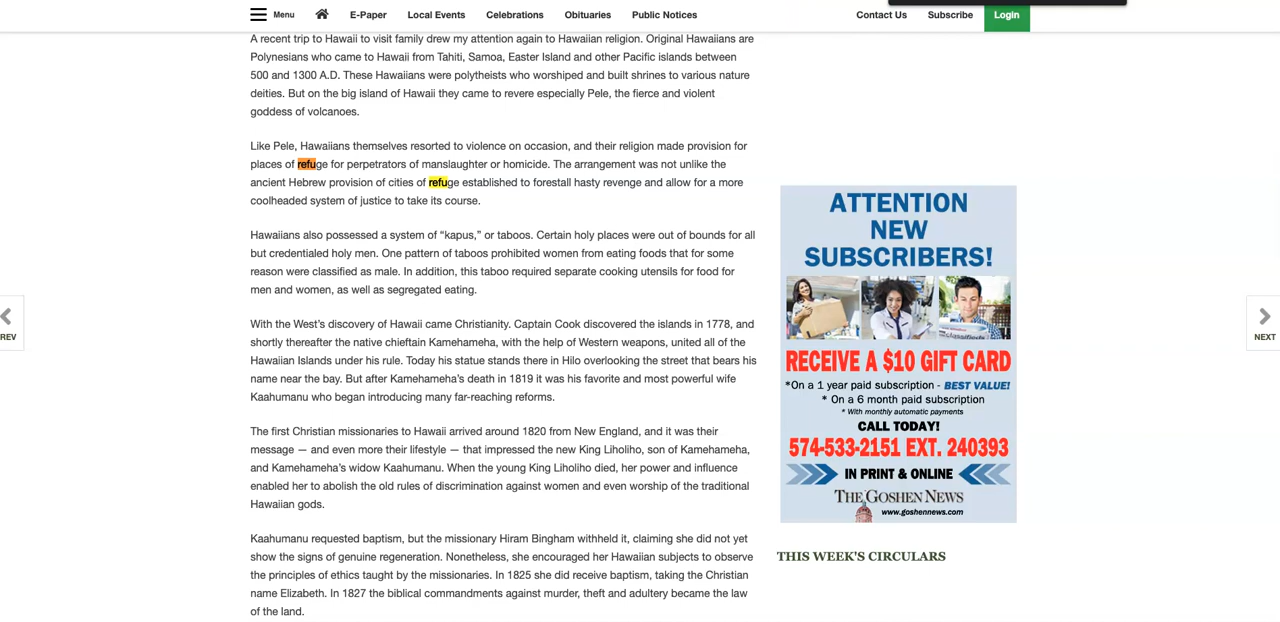 Menu
E-Paper
Local Events
Celebrations
Obituaries
Public Notices
Contact Us
Subscribe
Login
A recent trip to Hawaii to visit family drew my attention again to Hawaiian religion. Original Hawaiians are
Polynesians who came to Hawaii from Tahiti, Samoa, Easter Island and other Pacific islands between
500 and 1300 A.D. These Hawaiians were polytheists who worshiped and built shrines to various nature
deities. But on the big island of Hawaii they came to revere especially Pele, the fierce and violent
goddess of volcanoes.
Like Pele, Hawaiians themselves resorted to violence on occasion, and their religion made provision for
places of refuge for perpetrators of manslaughter or homicide. The arrangement was not unlike the
ancient Hebrew provision of cities of refuge established to forestall hasty revenge and allow for a more
coolheaded system of justice to take its course.
Hawaiians also possessed a system of “kapus,” or taboos. Certain holy places were out of bounds for all
but credentialed holy men. One pattern of taboos prohibited women from eating foods that for some
reason were classified as male. In addition, this taboo required separate cooking utensils for food for
men and women, as well as segregated eating.
With the West’s discovery of Hawaii came Christianity. Captain Cook discovered the islands in 1778, and
shortly thereafter the native chieftain Kamehameha, with the help of Western weapons, united all of the
Hawaiian Islands under his rule. Today his statue stands there in Hilo overlooking the street that bears his
name near the bay. But after Kamehameha’s death in 1819 it was his favorite and most powerful wife
Kaahumanu who began introducing many far-reaching reforms.
The first Christian missionaries to Hawaii arrived around 1820 from New England, and it was their
message — and even more their lifestyle — that impressed the new King Liholiho, son of Kamehameha,
and Kamehameha’s widow Kaahumanu. When the young King Liholiho died, her power and influence
enabled her to abolish the old rules of discrimination against women and even worship of the traditional
Hawaiian gods.
Kaahumanu requested baptism, but the missionary Hiram Bingham withheld it, claiming she did not yet
show the signs of genuine regeneration. Nonetheless, she encouraged her Hawaiian subjects to observe
the principles of ethics taught by the missionaries. In 1825 she did receive baptism, taking the Christian
name Elizabeth. In 1827 the biblical commandments against murder, theft and adultery became the law
of the land.
REV
NEXT
ATTENTION
NEW
SUBSCRIBERS!
RECEIVE A $10 GIFT CARD
*On a 1 year paid subscription - BEST VALUE!
* On a 6 month paid subscription
* With monthly automatic payments
CALL TODAY!
574-533-2151 EXT. 240393
IN PRINT & ONLINE
THE GOSHEN NEWS
www.goshennews.com
THIS WEEK'S CIRCULARS